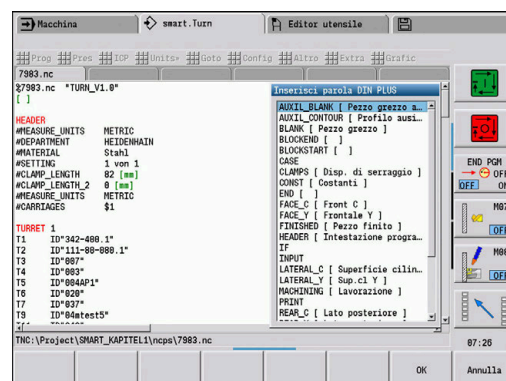 Macchina
smart.Turn
Editor utensile
Prog Pres ICP Units» Goto Config Altro Extra Grafic
7983.nc
%7983.nc "TURN_V1.0"
[ ]
HEADER
#MEASURE_UNITS METRIC
#DEPARTMENT HEIDENHAIN
#MATERIAL Stahl
#SETTING 1 von 1
#CLAMP_LENGTH 82 [mm]
#CLAMP_LENGTH_2 0 [mm]
#MEASURE_UNITS METRIC
#CARRIAGES $1
TURRET 1
T1 ID"342-400.1"
T2 ID"111-80-080.1"
T3 ID"007"
T4 ID"003"
T5 ID"004AP1"
T6 ID"020"
T7 ID"037"
T9 ID"04mtest5"
Inserisci parola DIN PLUS
AUXIL_BLANK [ Pezzo grezzo a…
AUXIL_CONTOUR [ Profilo ausi…
BLANK [ Pezzo grezzo ]
BLOCKEND [ ]
BLOCKSTART [ ]
CASE
CLAMPS [ Disp. di serraggio ]
CONST [ Costanti ]
END [ ]
FACE_C [ Front C ]
FACE_Y [ Frontale Y ]
FINISHED [ Pezzo finito ]
HEADER [ Intestazione progra…
IF
INPUT
LATERAL_C [ Superficie cilin…
LATERAL_Y [ Sup.cl Y ]
MACHINING [ Lavorazione ]
PRINT
REAR_C [ Lato posteriore ]
TNC:\Project\SMART_KAPITEL1\ncps\7983.nc
END PGM
OFF
OFF ON
M07
OFF
M08
OFF
07:26
OK
Annulla